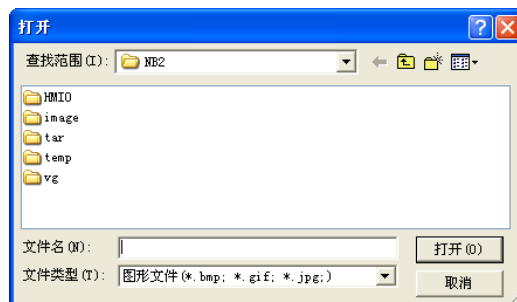 打开
查找范围(I): NB2
HMIO
image
tar
temp
vg
文件名(N): 打开(O)
文件类型(T): 图形文件(*.bmp; *.gif; *.jpg;) 取消